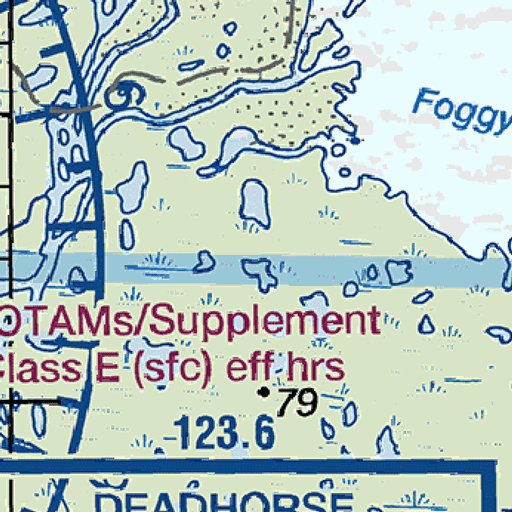 Foggy
OTAMs/Supplement
Class E (sfc) eff hrs
79
123.6
DEADHORSE